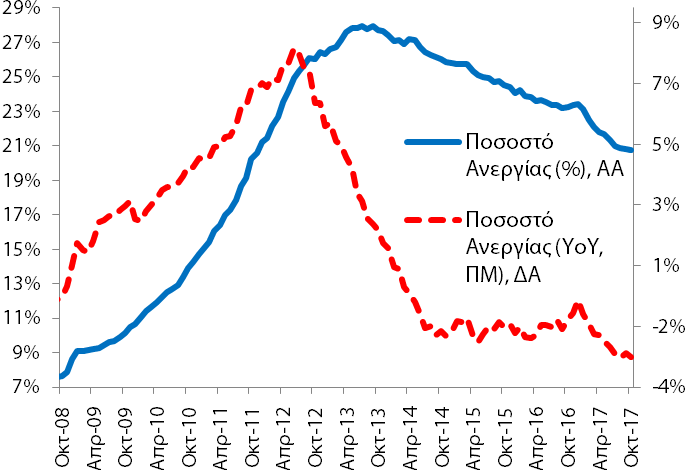 29%
27%
25%
23%
21%
19%
17%
15%
13%
11%
9%
7%
9%
7%
5%
3%
1%
-2%
-4%
Ποσοστό
Ανεργίας (%), ΑΑ
Ποσοστό
Ανεργίας (YoY,
ΠΜ), ΔΑ
Οκτ-08
Απρ-09
Οκτ-09
Απρ-10
Οκτ-10
Απρ-11
Οκτ-11
Απρ-12
Οκτ-12
Απρ-13
Οκτ-13
Απρ-14
Οκτ-14
Απρ-15
Οκτ-15
Απρ-16
Οκτ-16
Απρ-17
Οκτ-17